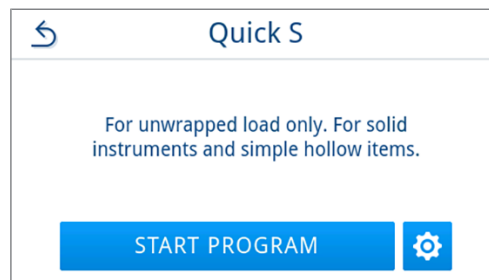 Quick S
For unwrapped load only. For solid
instruments and simple hollow items.
START PROGRAM